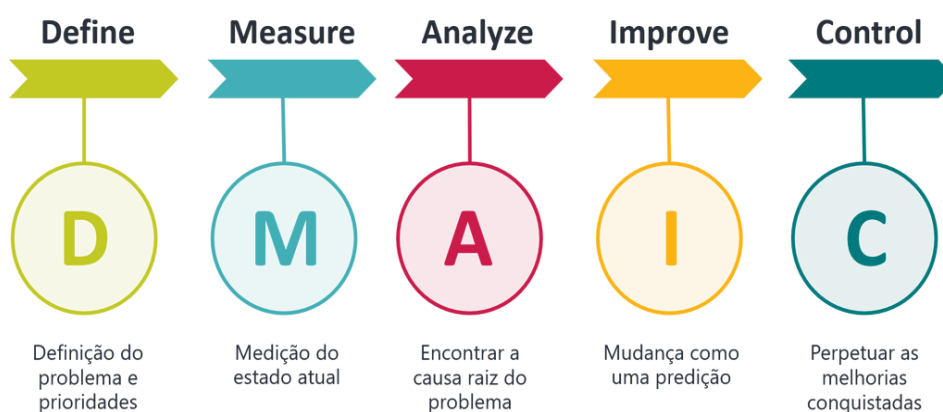 Define
Measure
Analyze
Improve
Control
D
M
A
I
C
Definição do
problema e
prioridades
Medição do
estado atual
Encontrar a
causa raiz do
problema
Mudança como
uma predição
Perpetuar as
melhorias
conquistadas